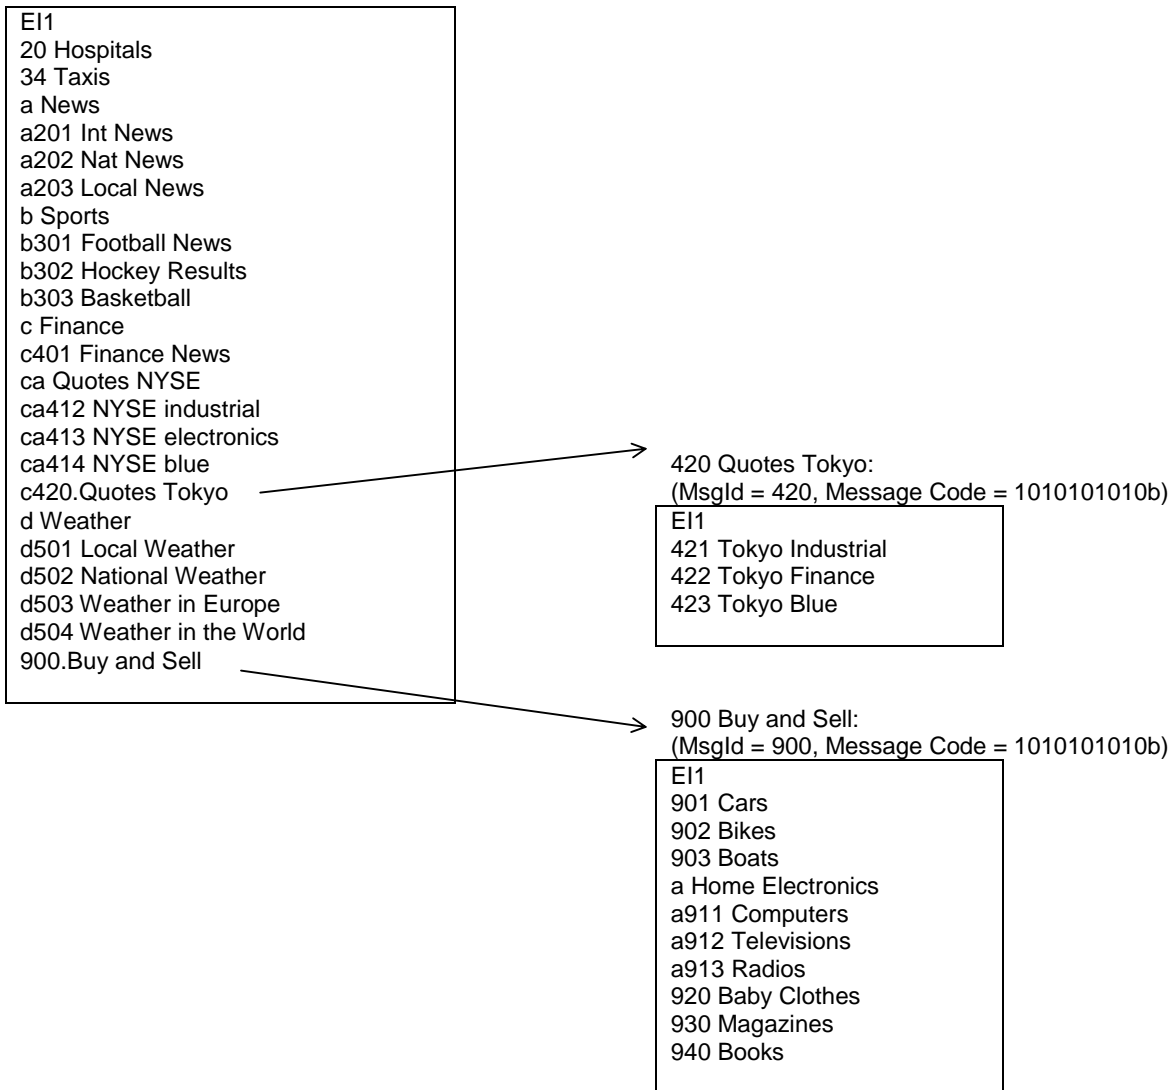 EI1
20 Hospitals
34 Taxis
a News
a201 Int News
a202 Nat News
a203 Local News
b Sports
b301 Football News
b302 Hockey Results
b303 Basketball
c Finance
c401 Finance News
ca Quotes NYSE
ca412 NYSE industrial
ca413 NYSE electronics
ca414 NYSE blue
c420.Quotes Tokyo
d Weather
d501 Local Weather
d502 National Weather
d503 Weather in Europe
d504 Weather in the World
900.Buy and Sell
420 Quotes Tokyo:
(MsgId = 420, Message Code = 1010101010b)
EI1
421 Tokyo Industrial
422 Tokyo Finance
423 Tokyo Blue
900 Buy and Sell:
(MsgId = 900, Message Code = 1010101010b)
EI1
901 Cars
902 Bikes
903 Boats
a Home Electronics
a911 Computers
a912 Televisions
a913 Radios
920 Baby Clothes
930 Magazines
940 Books